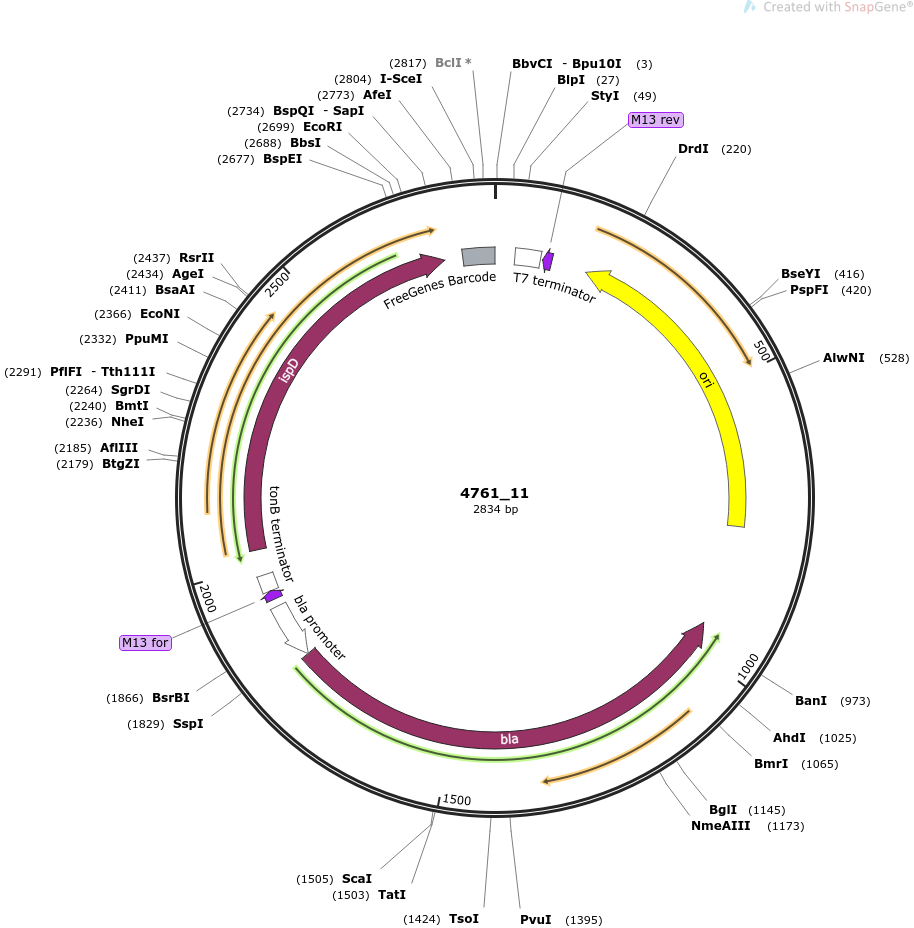 Created with SnapGene®
(2817) BclI *
(2804) I-SceI
(2773) AfeI
(2734) BspQI - SapI
(2699) EcoRI
(2688) BbsI
(2677) BspEI
BbvCI - Bpu10I (3)
BlpI (27)
StyI (49)
M13 rev
DrdI (220)
BseYI (416)
PspFI (420)
AlwNI (528)
(2437) RsrII
(2434) AgeI
(2411) BsaAI
(2366) EcoNI
(2332) PpuMI
(2291) PflFI - Tth111I
(2264) SgrDI
(2240) BmtI
(2236) NheI
(2185) AflIII
(2179) BtgZI
2500
500
FreeGenes Barcode
T7 terminator
ispD
ori
4761_11
2834 bp
tonB terminator
2000
M13 for
bla promoter
(1866) BsrBI
(1829) SspI
bla
1000
BanI (973)
AhdI (1025)
BmrI (1065)
BglI (1145)
NmeAIII (1173)
1500
(1505) ScaI
(1503) TatI
(1424) TsoI
PvuI (1395)